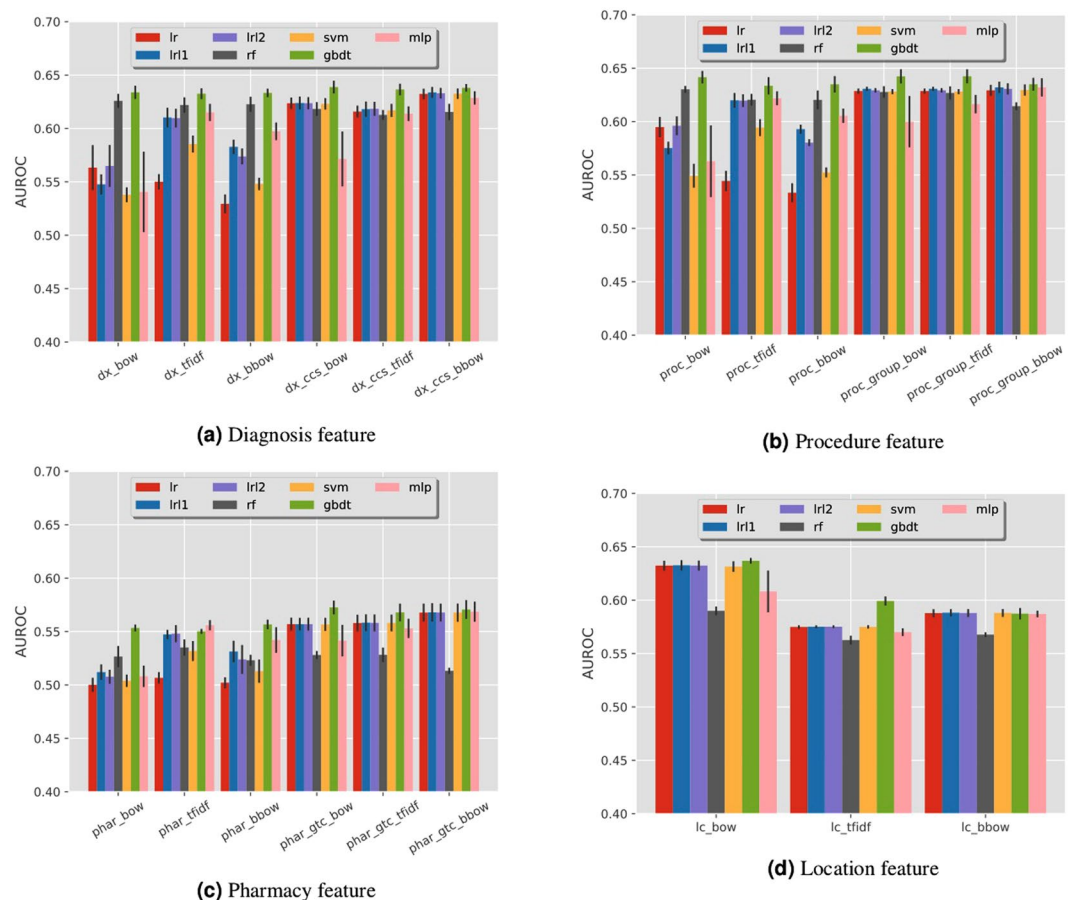 0.70
0.65
0.60
0.55
0.50
0.45
0.40
AUROC
lr lrl2 svm mlp
lrl1 rf gbdt
dx_bow dx_tfidf dx_bbow dx_ccs_bow dx_ccs_tfidf dx_ccs_bbow
(a) Diagnosis feature
0.70
0.65
0.60
0.55
0.50
0.45
0.40
AUROC
lr lrl2 svm mlp
lrl1 rf gbdt
proc_bow proc_tfidf proc_bbow proc_group_bow proc_group_tfidf proc_group_bbow
(b) Procedure feature
0.70
0.65
0.60
0.55
0.50
0.45
0.40
AUROC
lr lrl2 svm mlp
lrl1 rf gbdt
phar_bow phar_tfidf phar_bbow phar_gtc_bow phar_gtc_tfidf phar_gtc_bbow
(c) Pharmacy feature
0.70
0.65
0.60
0.55
0.50
0.45
0.40
AUROC
lr lrl2 svm mlp
lrl1 rf gbdt
lc_bow lc_tfidf lc_bbow
(d) Location feature